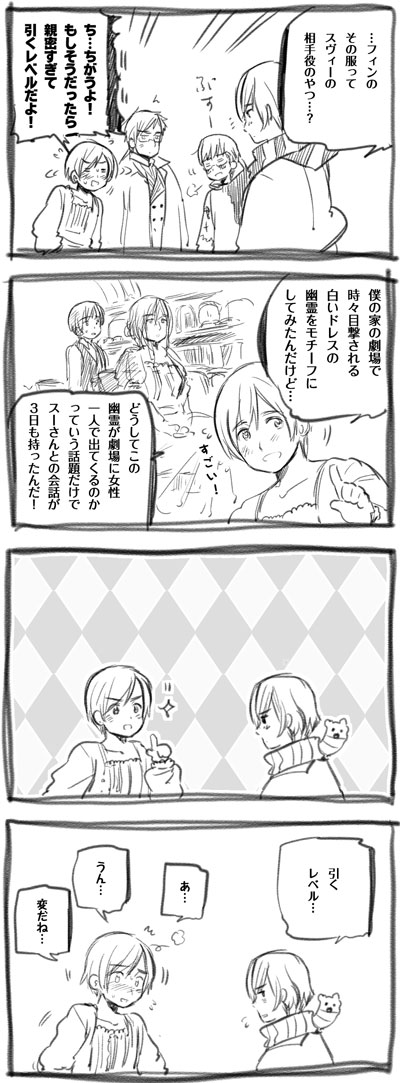 …フィンの
その服って
スヴィーの
相手役のやつ…?
ぶすー
ち…ちがうよ!
もしそうだったら
親密すぎて
引くレベルだよ!
僕の家の劇場で
時々目撃される
白いドレスの
幽霊をモチーフに
してみたんだけど…
すごい!
どうしてこの
幽霊が劇場に女性
一人で出てくるのか
っていう話題だけで
スーさんとの会話が
3日も持ったんだ!
引く
レベル…
あ…
うん…
変だね…